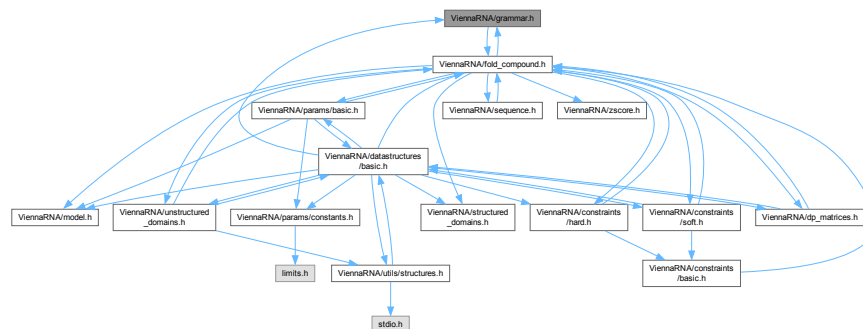 ViennaRNA/grammar.h
ViennaRNA/fold_compound.h
ViennaRNA/params/basic.h
ViennaRNA/sequence.h
ViennaRNA/zscore.h
ViennaRNA/datastructures
/basic.h
ViennaRNA/model.h
ViennaRNA/unstructured
_domains.h
ViennaRNA/params/constants.h
ViennaRNA/structured
_domains.h
ViennaRNA/constraints
/hard.h
ViennaRNA/constraints
/soft.h
ViennaRNA/dp_matrices.h
limits.h
ViennaRNA/utils/structures.h
ViennaRNA/constraints
/basic.h
stdio.h